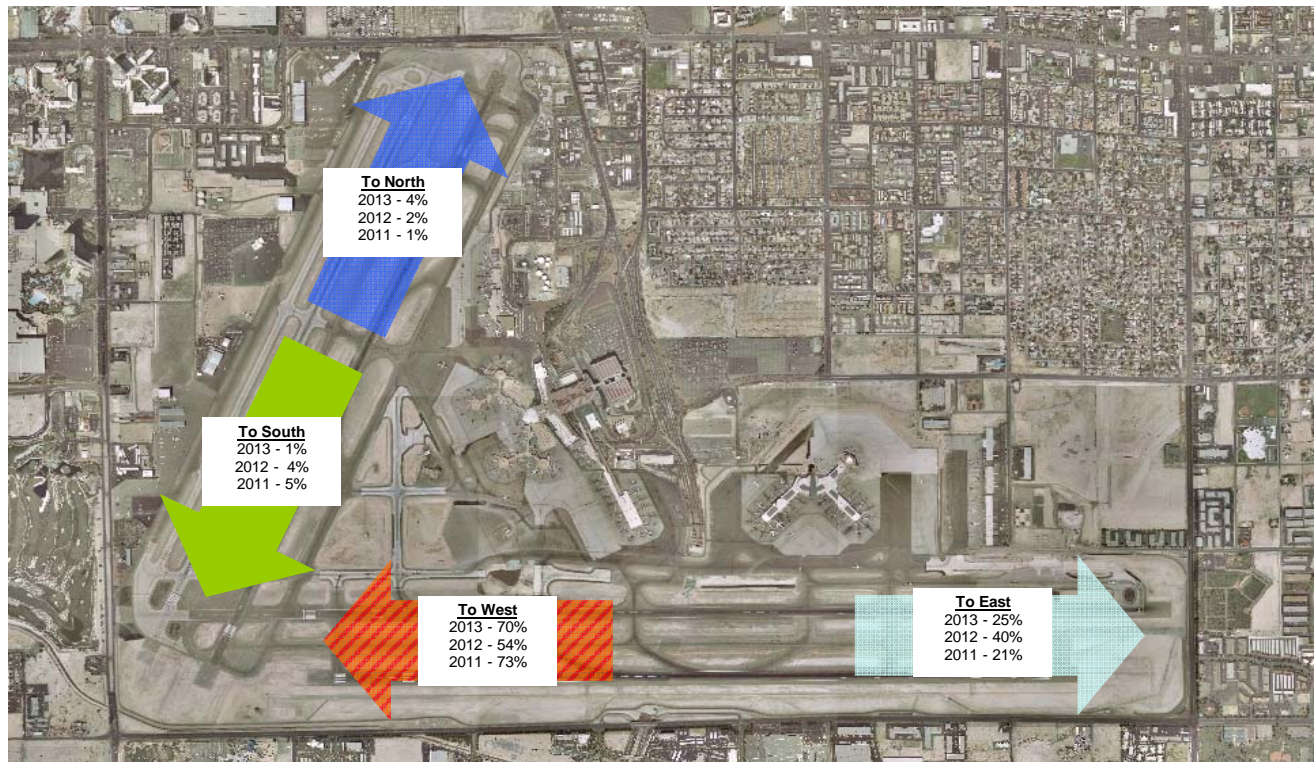 To North
2013 - 4%
2012 - 2%
2011 - 1%
To South
2013 - 1%
2012 -  4%
2011 - 5%
To West
2013 - 70%
2012 - 54%
2011 - 73%
To East
2013 - 25%
2012 - 40%
2011 - 21%